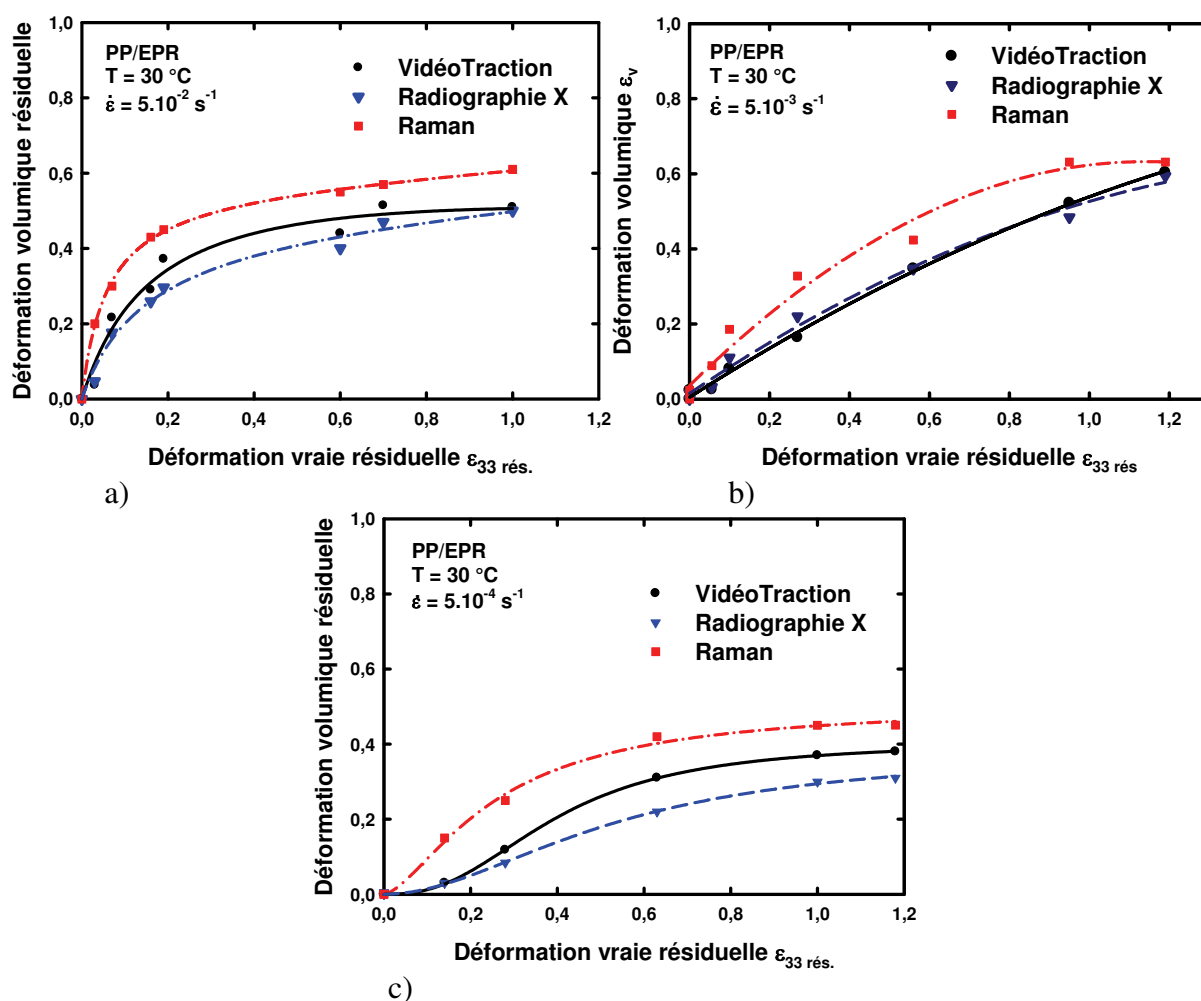 Déformation volumique résiduelle
1,0
0,8
0,6
0,4
0,2
0,0
PP/EPR
T = 30 °C
ε̇ = 5.10⁻² s⁻¹
VidéoTraction
Radiographie X
Raman
0,0 0,2 0,4 0,6 0,8 1,0 1,2
Déformation vraie résiduelle ε33 rés.
a)
Déformation volumique εv
1,0
0,8
0,6
0,4
0,2
0,0
PP/EPR
T = 30 °C
ε̇ = 5.10⁻³ s⁻¹
VidéoTraction
Radiographie X
Raman
0,0 0,2 0,4 0,6 0,8 1,0 1,2
Déformation vraie résiduelle ε33 rés
b)
Déformation volumique résiduelle
1,0
0,8
0,6
0,4
0,2
0,0
PP/EPR
T = 30 °C
ε̇ = 5.10⁻⁴ s⁻¹
VidéoTraction
Radiographie X
Raman
0,0 0,2 0,4 0,6 0,8 1,0 1,2
Déformation vraie résiduelle ε33 rés.
c)